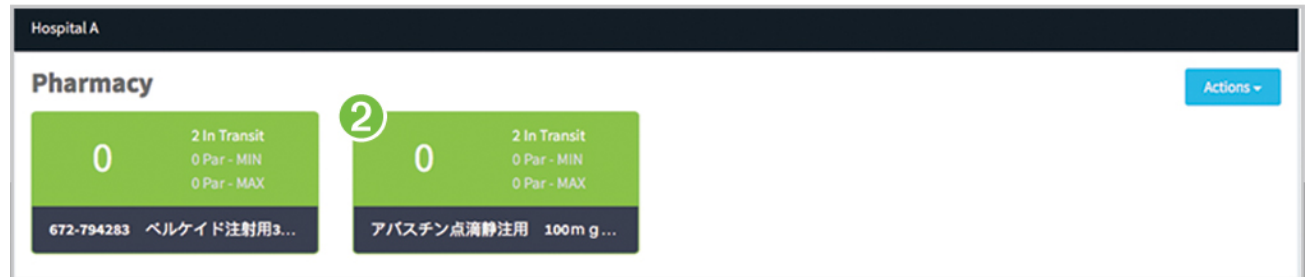 Hospital A
Pharmacy
Actions
0
2 In Transit
0 Par - MIN
0 Par - MAX
672-794283 ベルケイド注射用3...
2
0
2 In Transit
0 Par - MIN
0 Par - MAX
アバスチン点滴静注用 100ｍｇ...